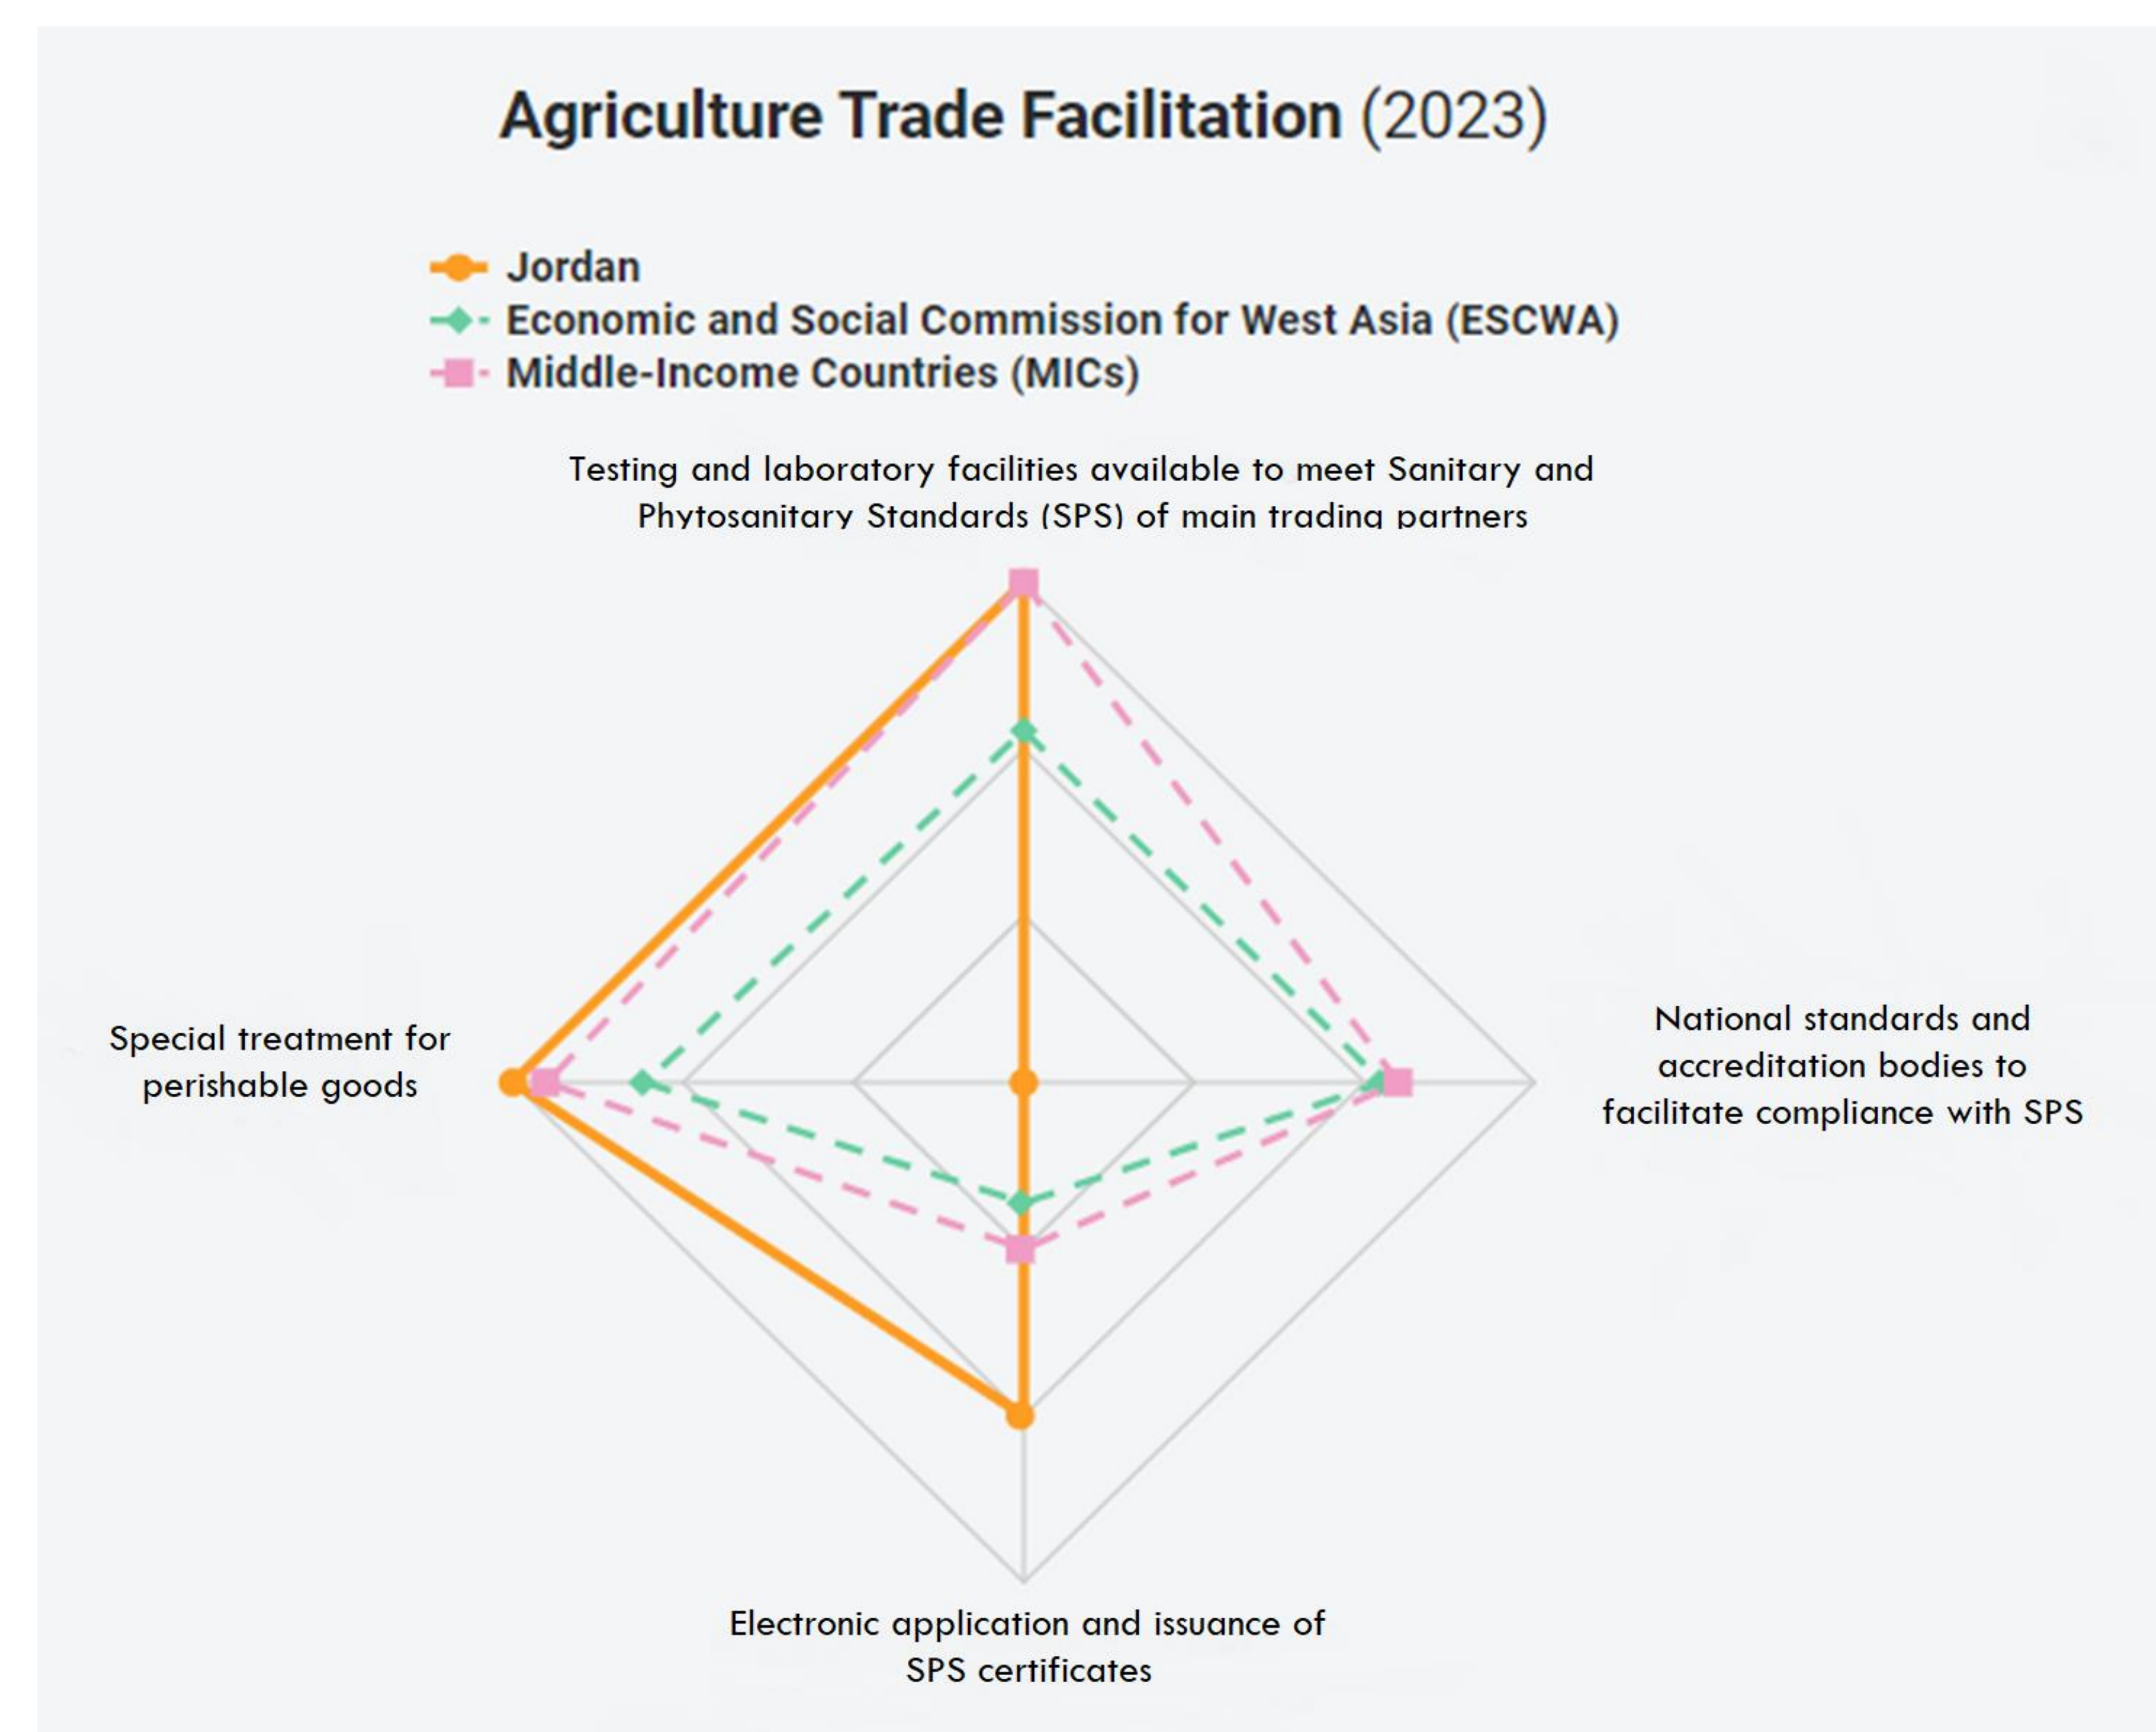 Agriculture Trade Facilitation (2023)
Jordan
Economic and Social Commission for West Asia (ESCWA)
Middle-Income Countries (MICs)
Testing and laboratory facilities available to meet Sanitary and
Phytosanitary Standards (SPS) of main trading partners
Special treatment for
perishable goods
National standards and
accreditation bodies to
facilitate compliance with SPS
Electronic application and issuance of
SPS certificates